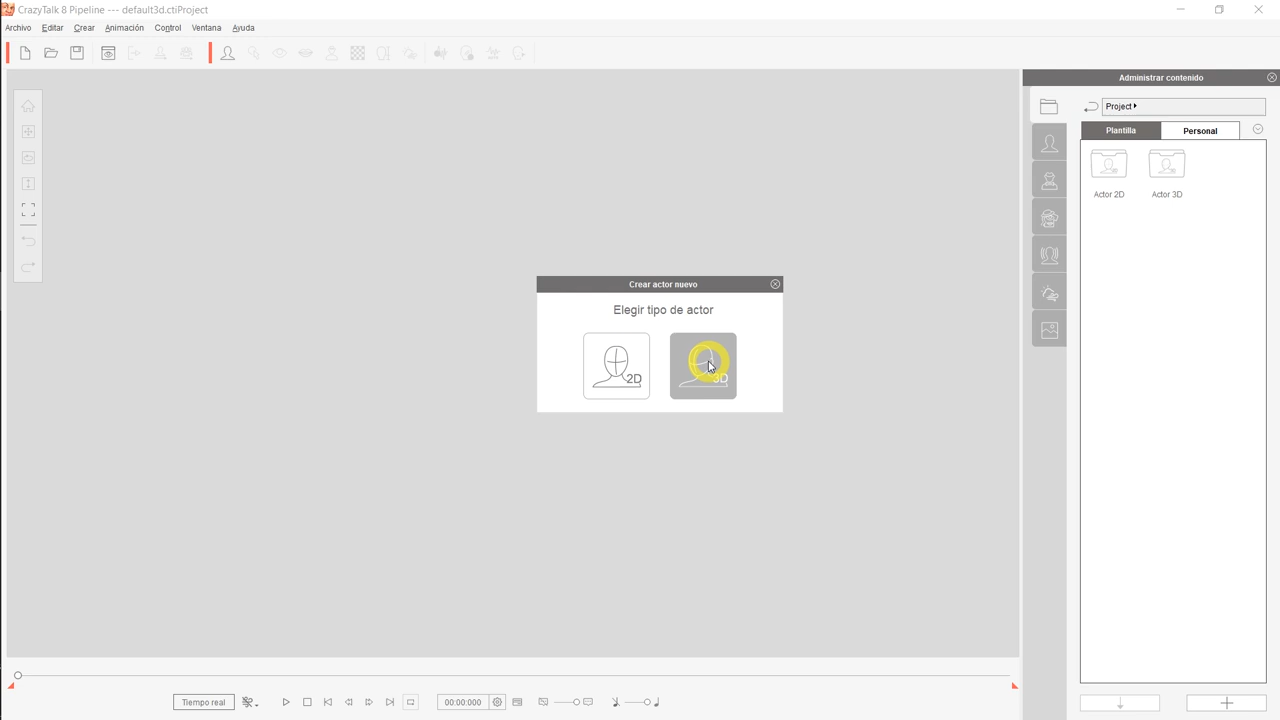 CrazyTalk 8 Pipeline --- default3d.ctiProject
Archivo Editar Crear Animación Control Ventana Ayuda
Administrar contenido
Project
Plantilla Personal
Actor 2D Actor 3D
Crear actor nuevo
Elegir tipo de actor
2D 3D
Tiempo real 00:00:000